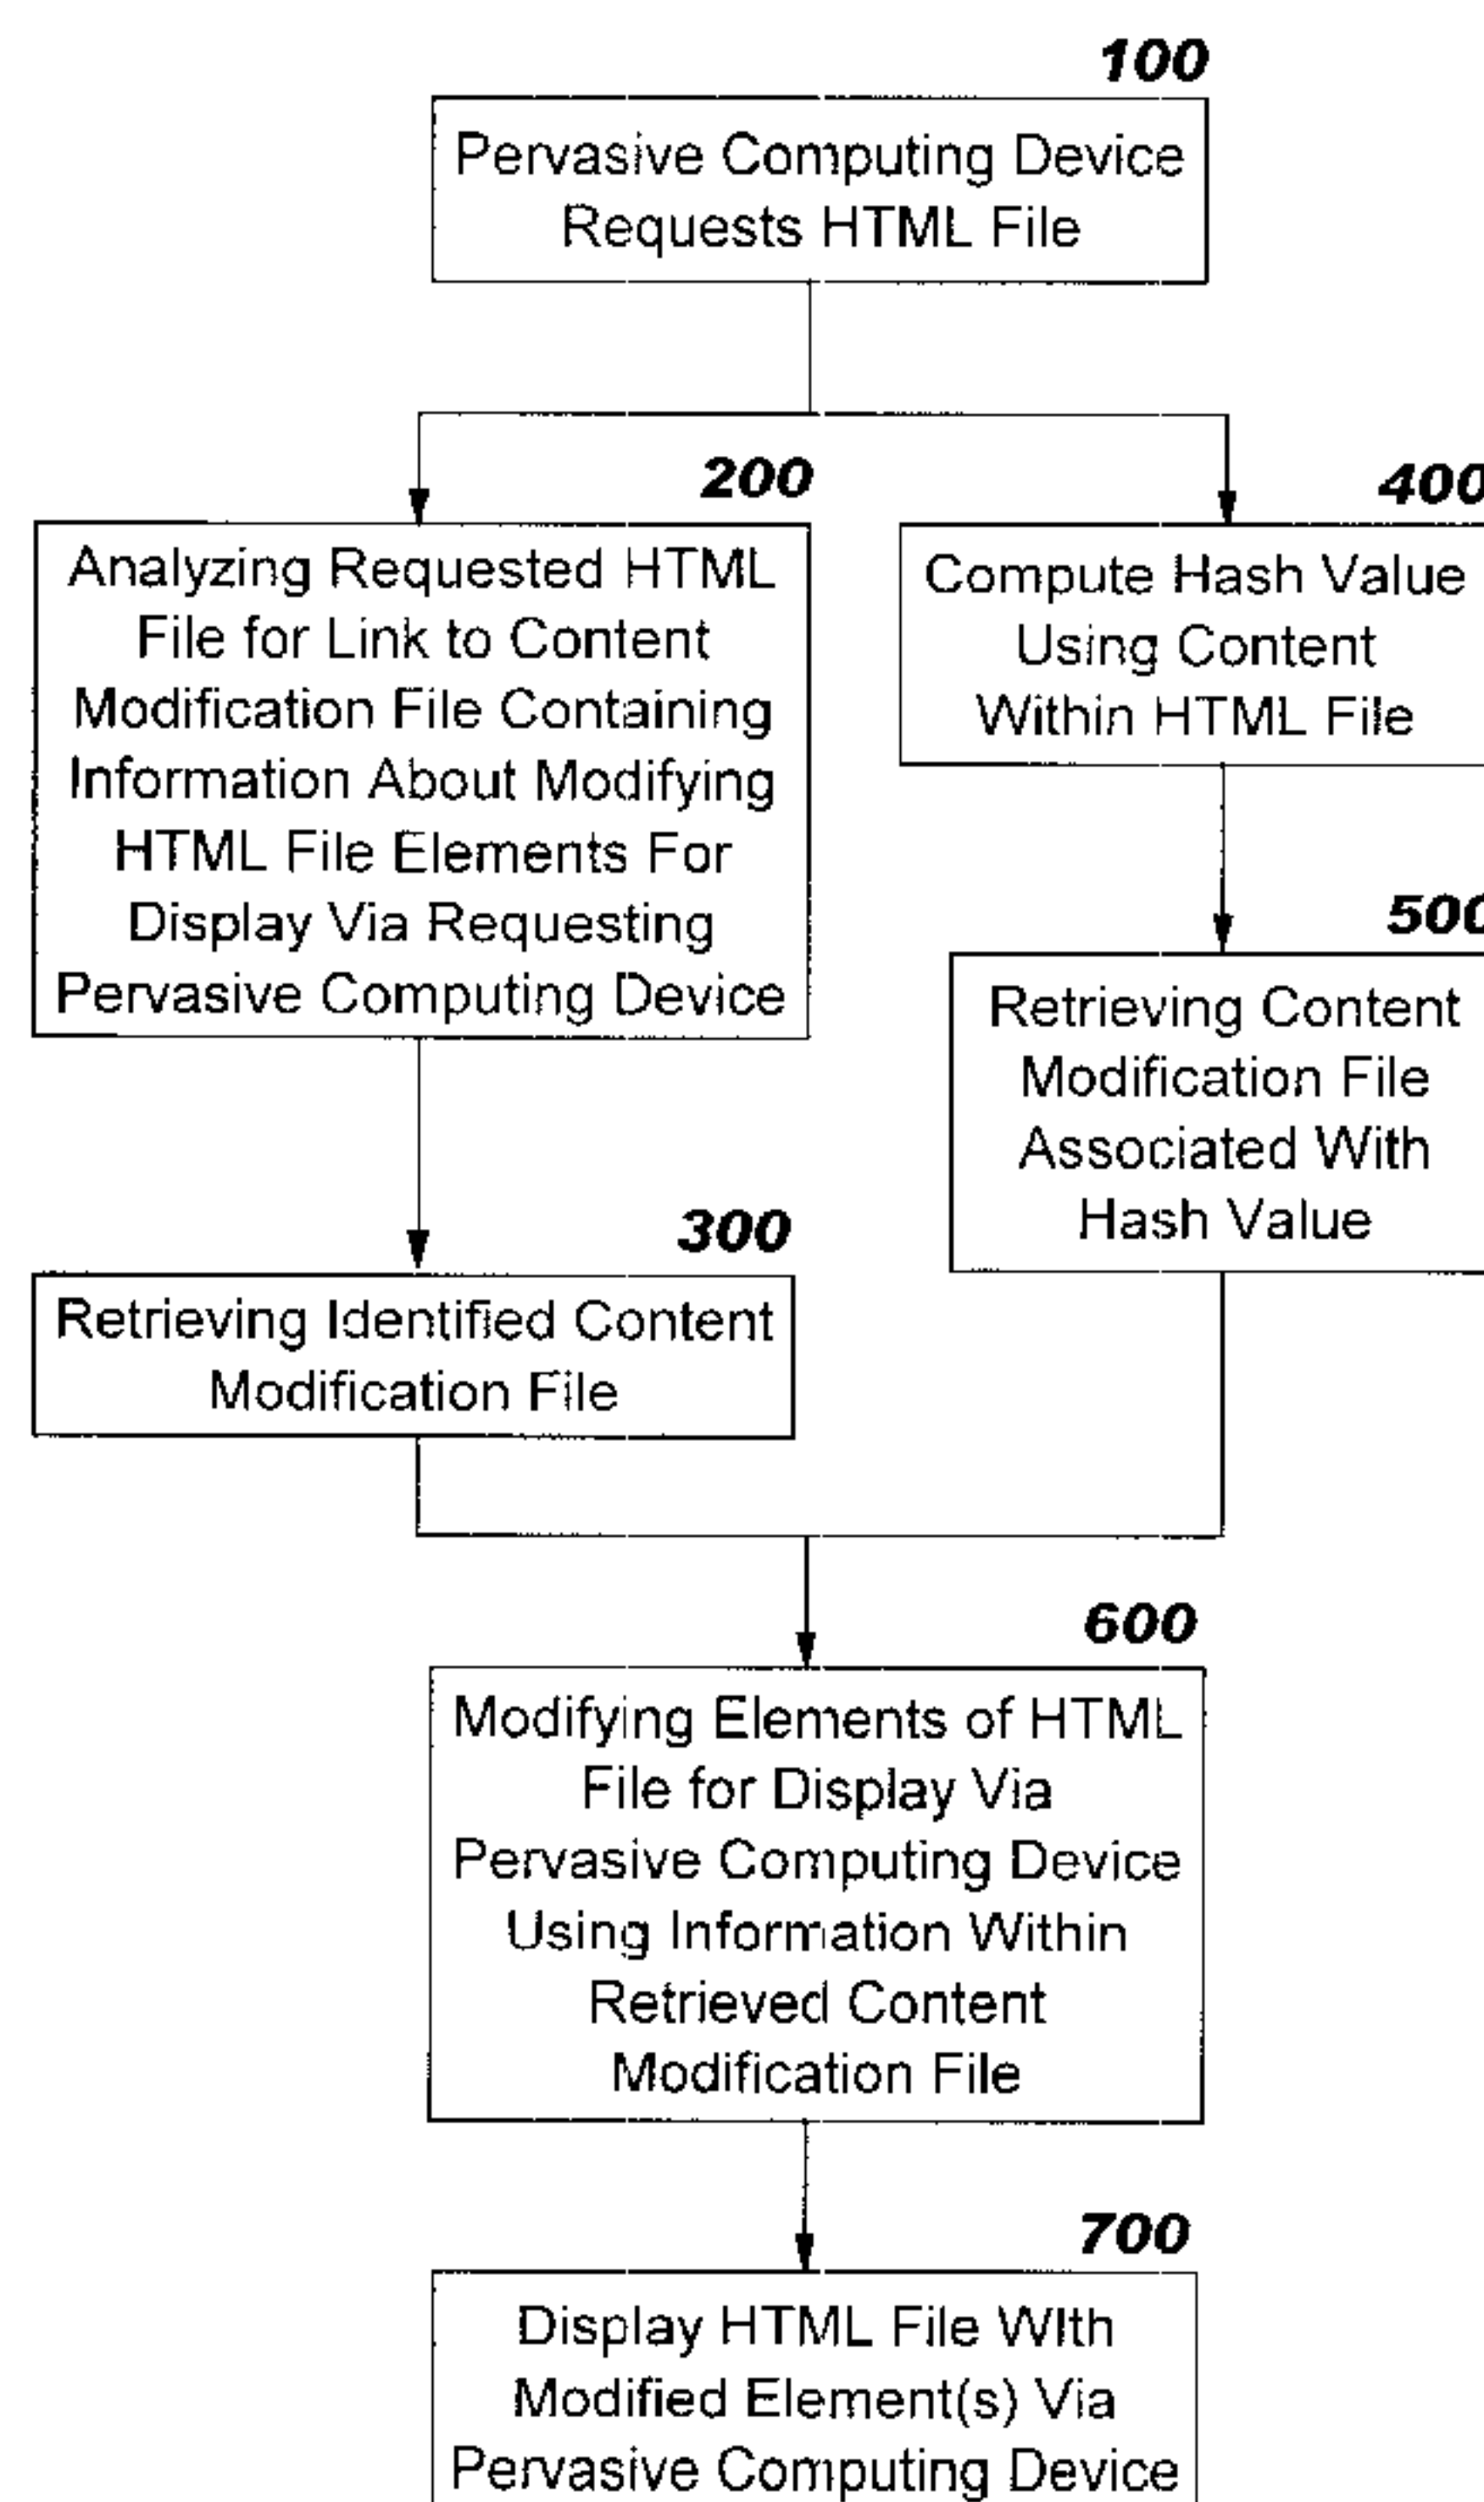 100
Pervasive Computing Device
Requests HTML File
200
Analyzing Requested HTML
File for Link to Content
Modification File Containing
Information About Modifying
HTML File Elements For
Display Via Requesting
Pervasive Computing Device
400
Compute Hash Value
Using Content
Within HTML File
500
Retrieving Content
Modification File
Associated With
Hash Value
300
Retrieving Identified Content
Modification File
600
Modifying Elements of HTML
File for Display Via
Pervasive Computing Device
Using Information Within
Retrieved Content
Modification File
700
Display HTML File WIth
Modified Element(s) Via
Pervasive Computing Device